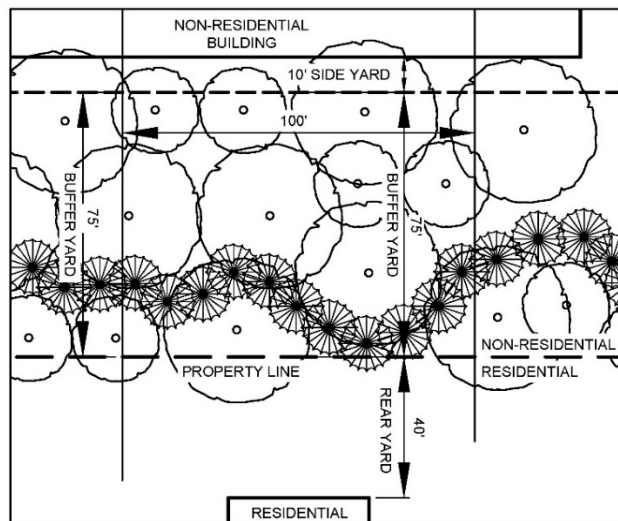 NON-RESIDENTIAL
BUILDING
10' SIDE YARD
100'
BUFFER YARD
75'
BUFFER YARD
75'
NON-RESIDENTIAL
PROPERTY LINE
RESIDENTIAL
REAR YARD
40'
RESIDENTIAL